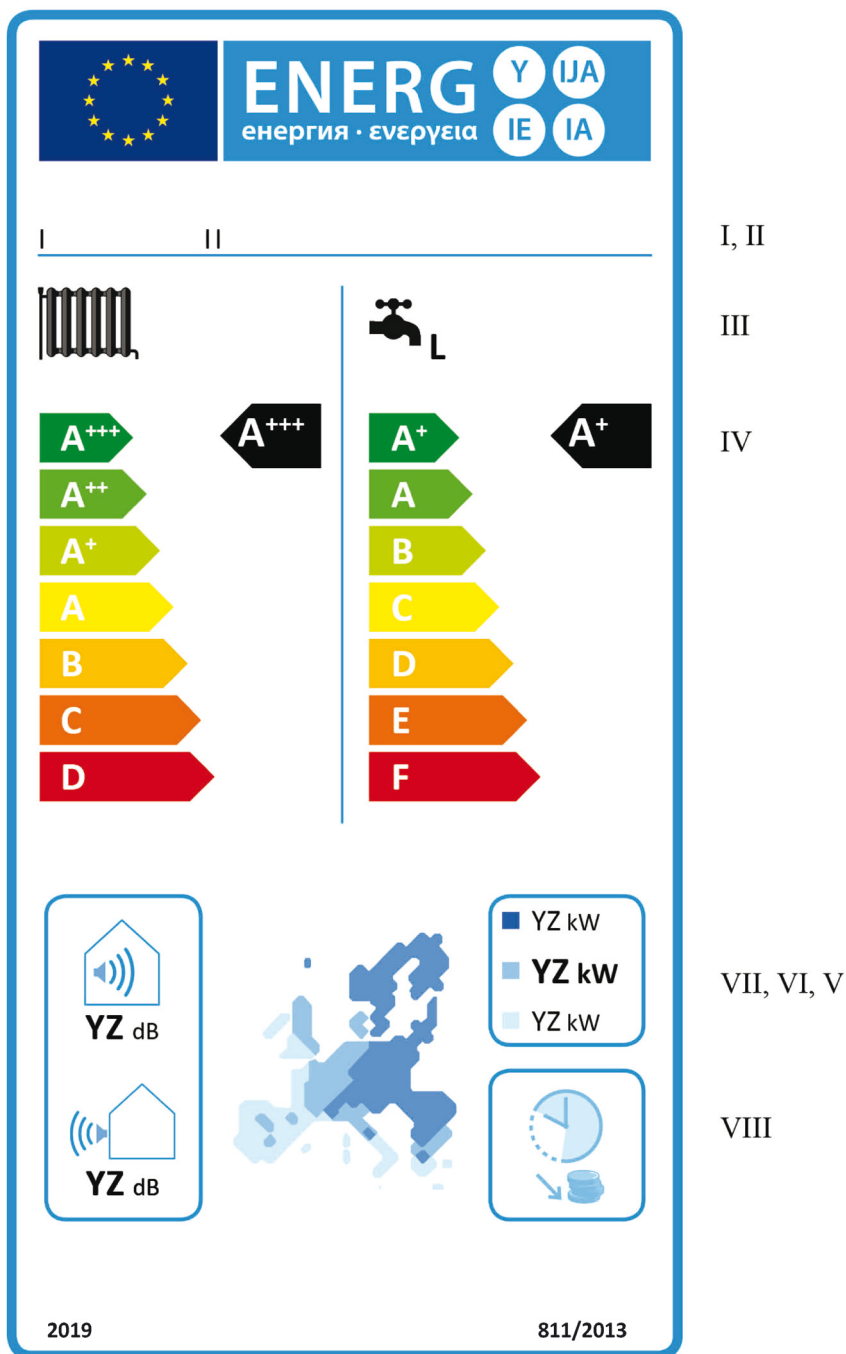 ENERG Y IJA
енергия · ενεργεια IE IA
I II
I, II
L
III
A+++ A+++ A+ A+
IV
A++ A
A+ B
A C
B D
C E
D F
YZ dB
YZ dB
YZ kW
YZ kW
YZ kW
VII, VI, V
VIII
2019 811/2013